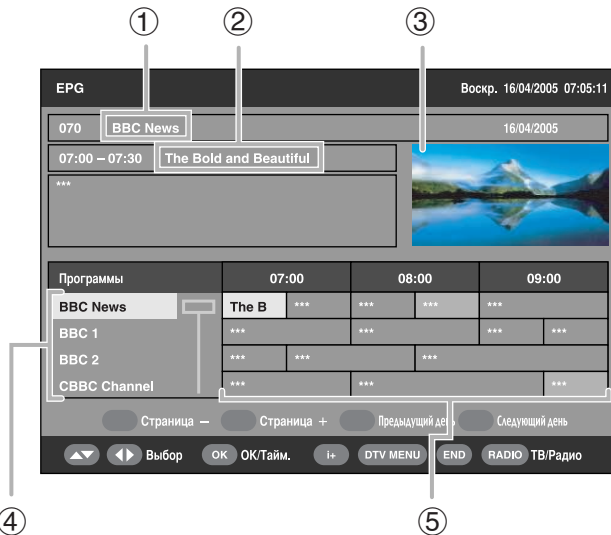 ① ② ③
EPG Воскр. 16/04/2005 07:05:11
070 BBC News 16/04/2005
07:00 – 07:30 The Bold and Beautiful
***
Программы 07:00 08:00 09:00
BBC News The B *** *** *** ***
BBC 1 *** *** *** ***
BBC 2 *** *** ***
CBBC Channel *** *** ***
Страница – Страница + Предыдущий день Следующий день
Выбор OK ОК/Тайм. i+ DTV MENU END RADIO ТВ/Радио
④ ⑤